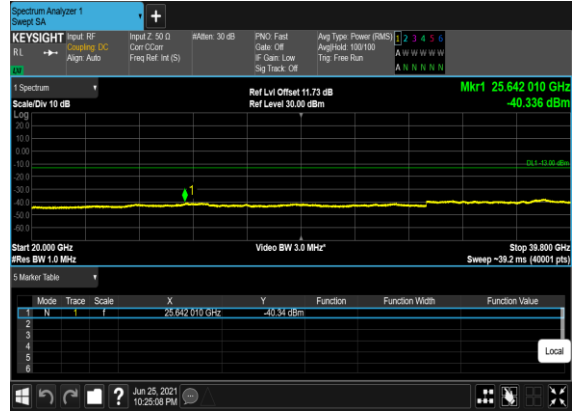 Spectrum Analyzer 1
Swept SA
+
KEYSIGHT Input: RF Input Z: 50 Ω #Atten: 30 dB PNO: Fast Avg Type: Power (RMS) 1 2 3 4 5 6
RL Coupling: DC Corr CCorr Gate: Off Avg|Hold: 100/100 A W W W W W
Align: Auto Freq Ref: Int (S) IF Gain: Low Trig: Free Run
Sig Track: Off A N N N N N
LW
1 Spectrum
Ref Lvl Offset 11.73 dB Mkr1 25.642 010 GHz
Scale/Div 10 dB Ref Level 30.00 dBm -40.336 dBm
Log
20.0
10.0
0.00
-10.0
DL1 -13.00 dBm
-20.0
-30.0
1
-40.0
-50.0
-60.0
Start 20.000 GHz Video BW 3.0 MHz* Stop 39.800 GHz
#Res BW 1.0 MHz Sweep ~39.2 ms (40001 pts)
5 Marker Table
Mode Trace Scale X Y Function Function Width Function Value
1 N 1 f 25.642 010 GHz -40.34 dBm
2
3
4
5
6
Local
? Jun 25, 2021
10:25:08 PM